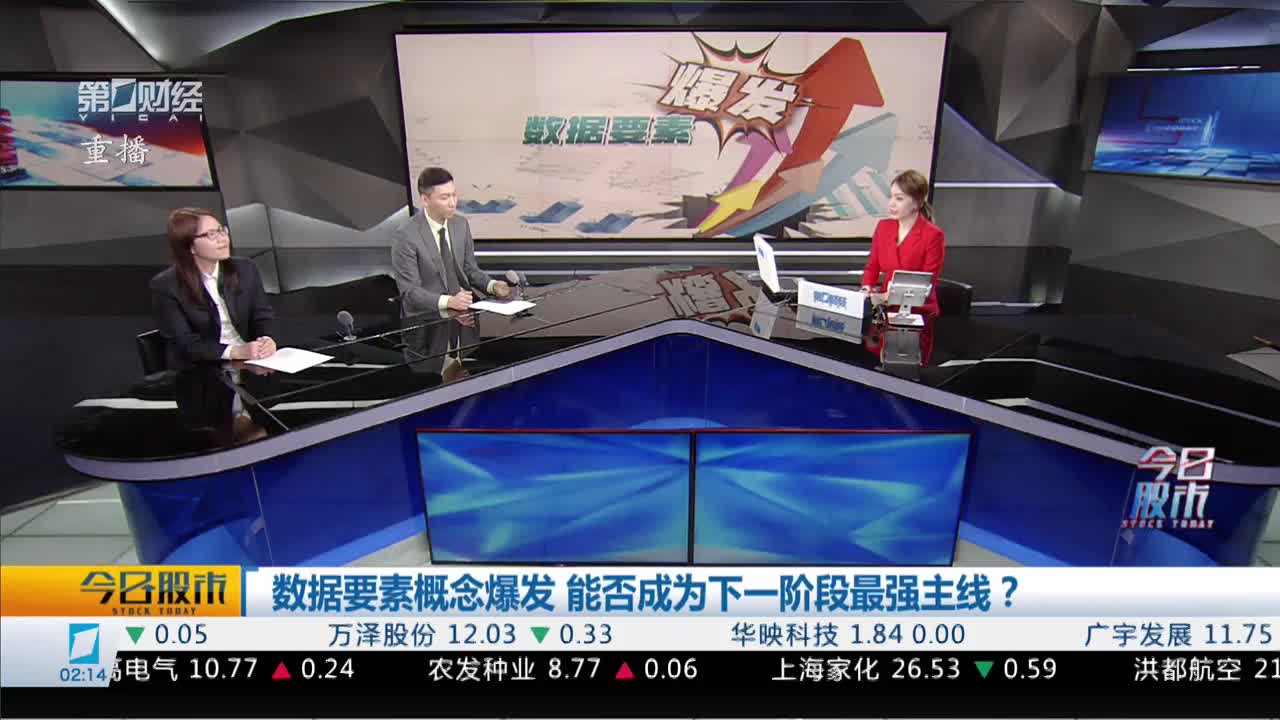 第一财经
YICAI
重播
爆发
数据要素
今日
股市
STOCK TODAY
今日股市
STOCK TODAY
数据要素概念爆发 能否成为下一阶段最强主线？
▼ 0.05 万泽股份 12.03 ▼ 0.33 华映科技 1.84 0.00 广宇发展 11.75
02:14
高电气 10.77 ▲ 0.24 农发种业 8.77 ▲ 0.06 上海家化 26.53 ▼ 0.59 洪都航空 21